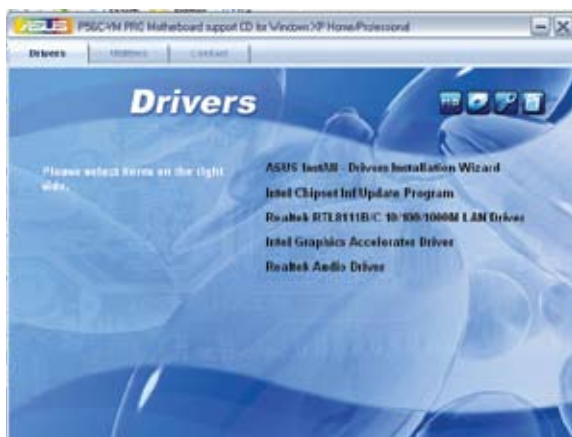 ASUS P5GC-VM PRO Motherboard support CD for Windows XP Home/Professional
Drivers Utilities Contact
Drivers
Please select items on the right side.
ASUS InstAll - Drivers Installation Wizard
Intel Chipset Inf Update Program
Realtek RTL8111B/C 10/100/1000M LAN Driver
Intel Graphics Accelerator Driver
Realtek Audio Driver